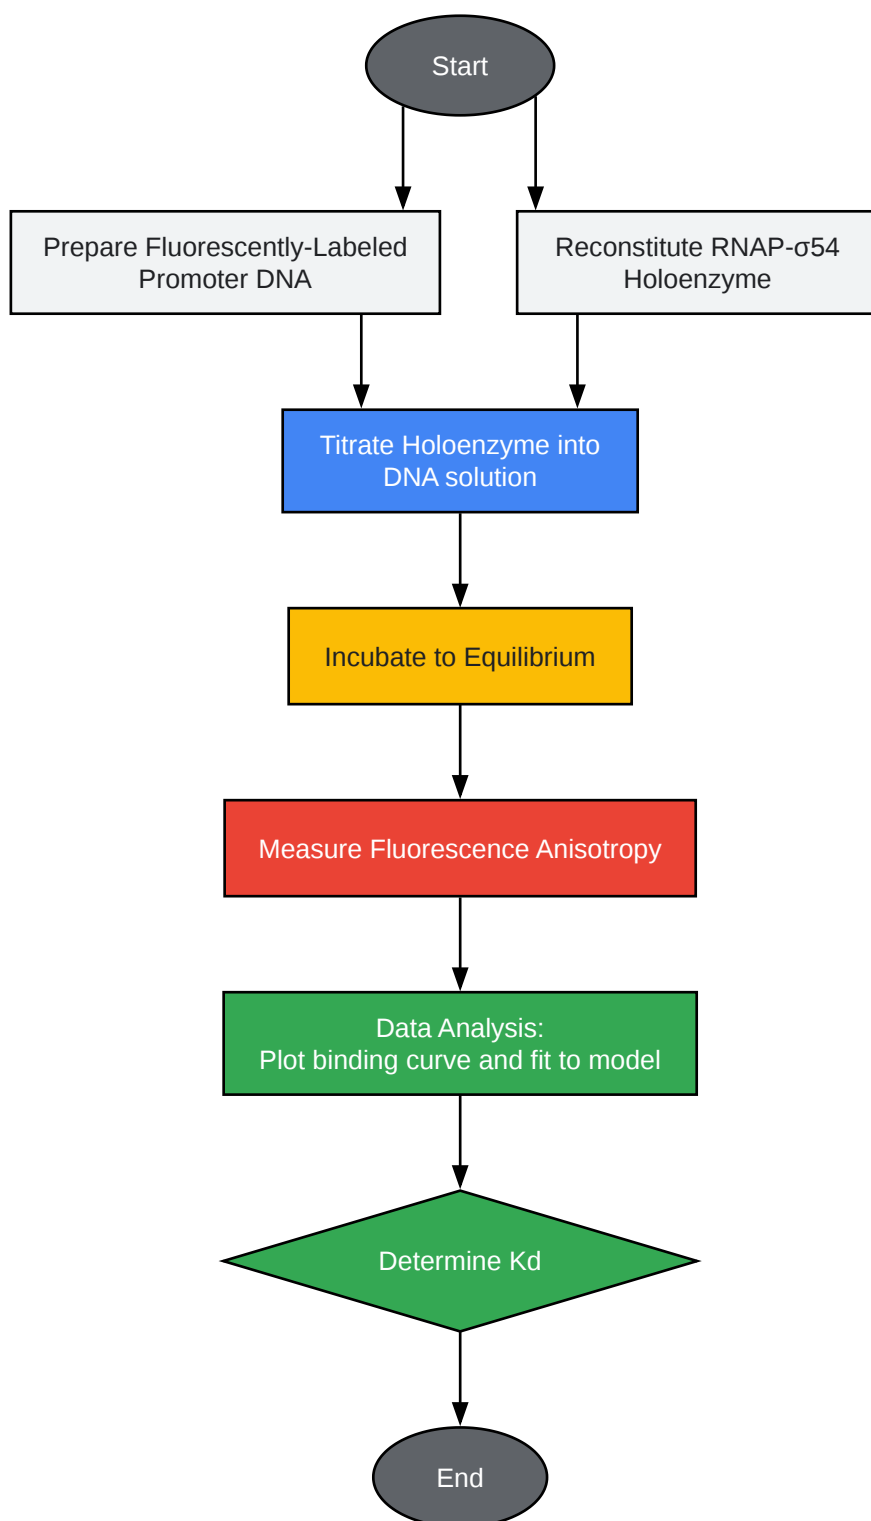 Start
Prepare Fluorescently-Labeled
Promoter DNA
Reconstitute RNAP-σ54
Holoenzyme
Titrate Holoenzyme into
DNA solution
Incubate to Equilibrium
Measure Fluorescence Anisotropy
Data Analysis:
Plot binding curve and fit to model
Determine Kd
End